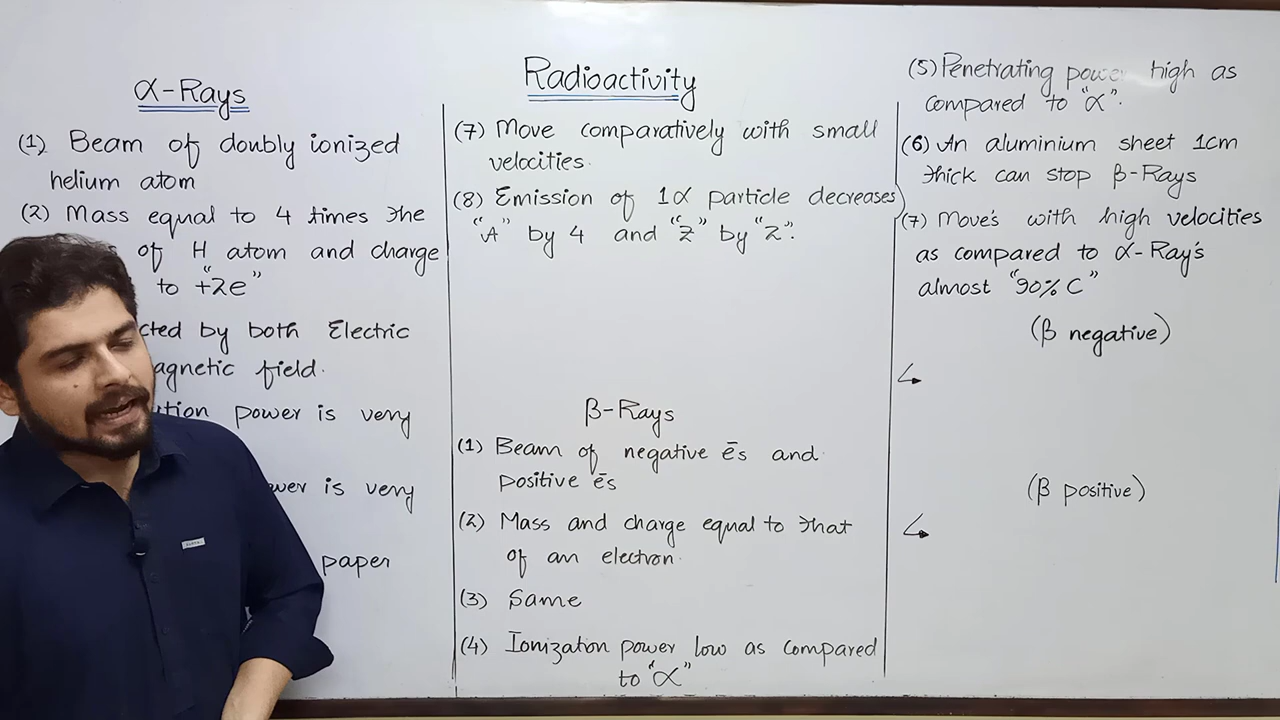 Radioactivity
α-Rays
(1) Beam of doubly ionized
helium atom
(2) Mass equal to 4 times the
of H atom and charge
to +2e"
cted by both Electric
agnetic field.
ution power is very
wer is very
paper
(7) Move comparatively with small
velocities.
(8) Emission of 1α particle decreases
"A" by 4 and "Z" by "2".
β-Rays
(1) Beam of negative ēs and
positive ēs
(2) Mass and charge equal to that
of an electron.
(3) Same
(4) Ionization power low as compared
to "α"
(5) Penetrating power high as
compared to "α".
(6) An aluminium sheet 1cm
thick can stop β-Rays
(7) Move's with high velocities
as compared to α-Ray's
almost "90% C"
(β negative)
(β positive)